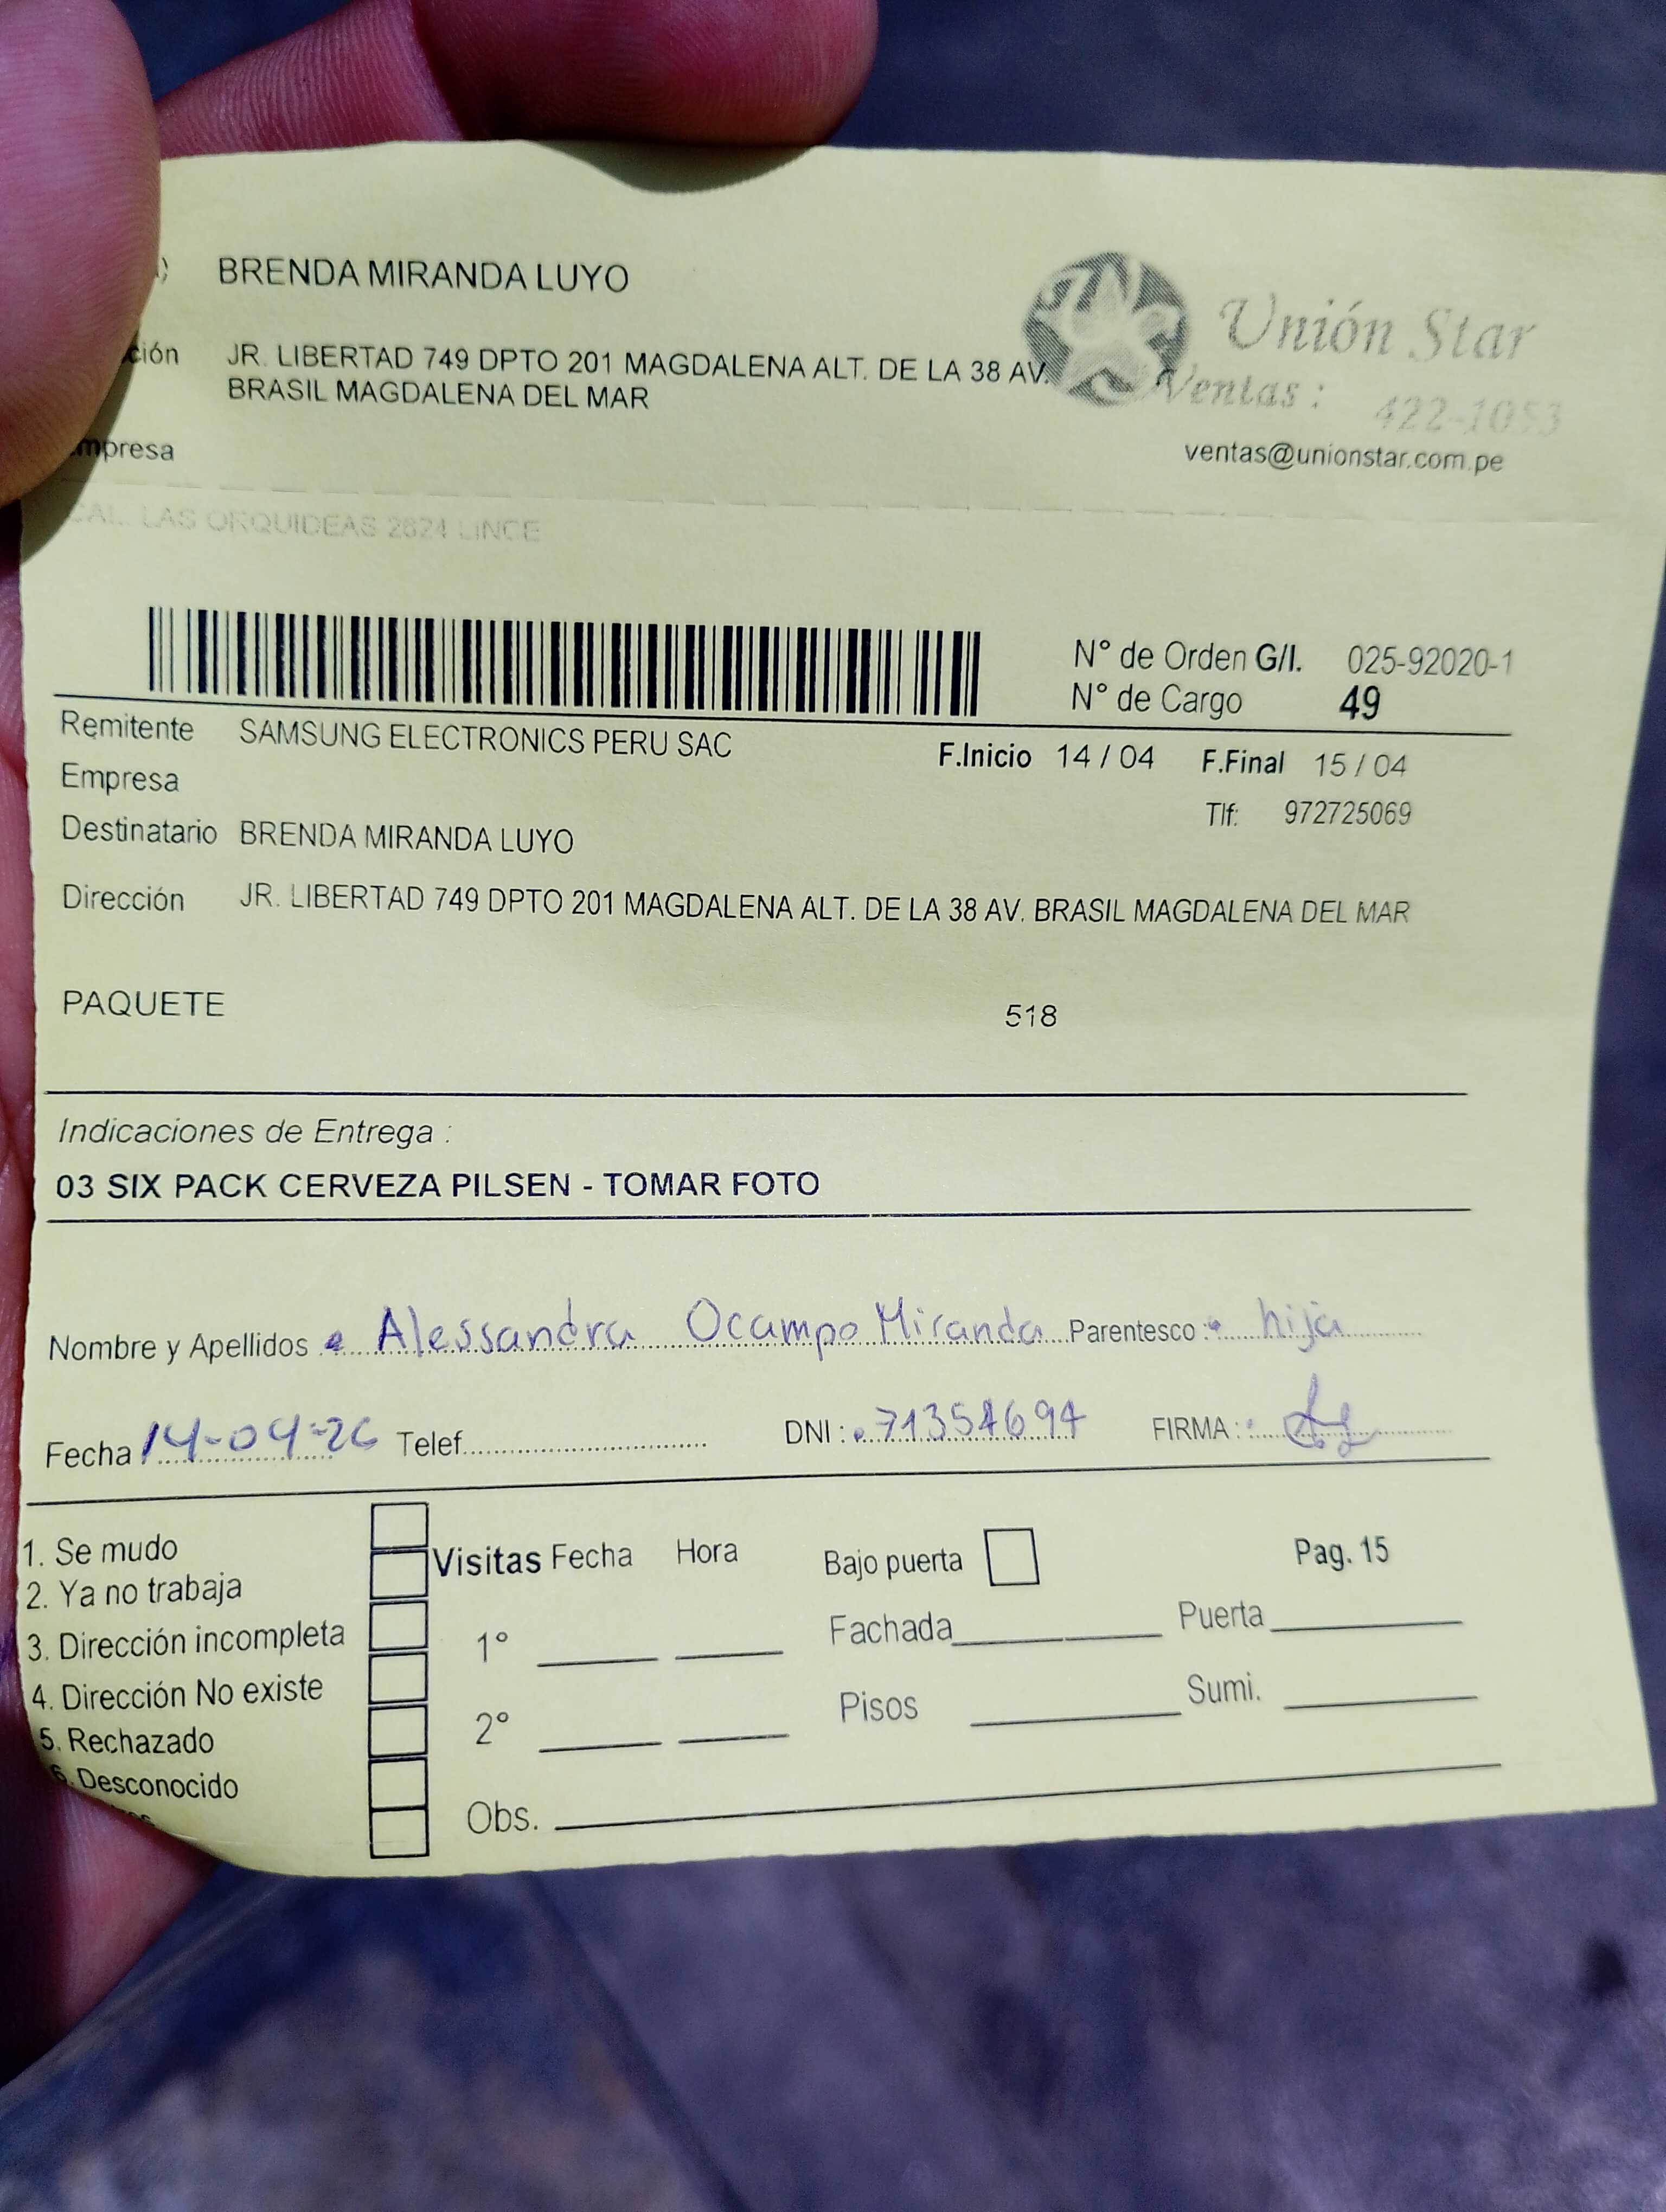 BRENDA MIRANDA LUYO
JR. LIBERTAD 749 DPTO 201 MAGDALENA ALT. DE LA 38 AV.
BRASIL MAGDALENA DEL MAR
Unión Star
Ventas : 422-1053
ventas@unionstar.com.pe
CAL. LAS ORQUIDEAS 2624 LINCE
N° de Orden G/I. 025-92020-1
N° de Cargo 49
Remitente SAMSUNG ELECTRONICS PERU SAC F.Inicio 14 / 04 F.Final 15 / 04
Empresa
Tlf: 972725069
Destinatario BRENDA MIRANDA LUYO
Dirección JR. LIBERTAD 749 DPTO 201 MAGDALENA ALT. DE LA 38 AV. BRASIL MAGDALENA DEL MAR
PAQUETE 518
Indicaciones de Entrega :
03 SIX PACK CERVEZA PILSEN - TOMAR FOTO
Nombre y Apellidos Alessandra Ocampo Miranda Parentesco hija
Fecha 14-04-26 Telef. DNI : 71354694 FIRMA :
1. Se mudo
2. Ya no trabaja
3. Dirección incompleta
4. Dirección No existe
5. Rechazado
6. Desconocido
Visitas Fecha Hora Bajo puerta Pag. 15
1° Fachada Puerta
2° Pisos Sumi.
Obs.